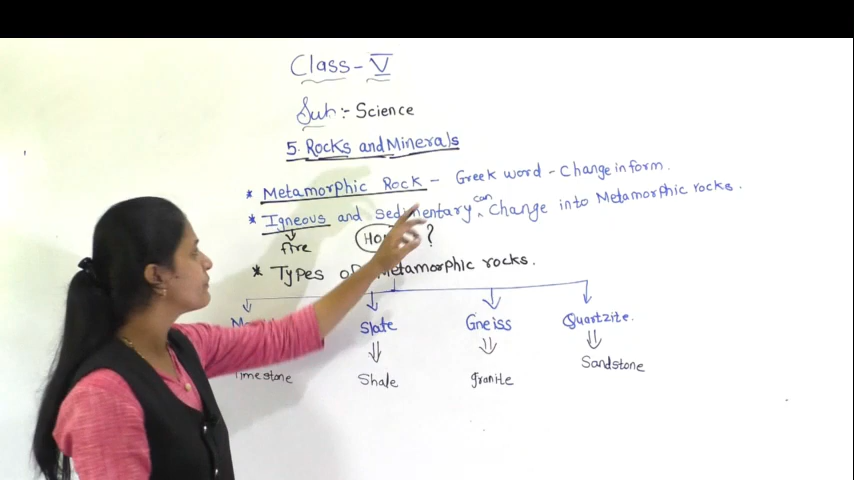 Class - V
Sub :- Science
5. Rocks and Minerals
* Metamorphic Rock - Greek word - Change in form.
* Igneous and Sedimentary can Change into Metamorphic rocks.
fire ?
* Types of Metamorphic rocks.
Slate Gneiss Quartzite.
Shale granite Sandstone